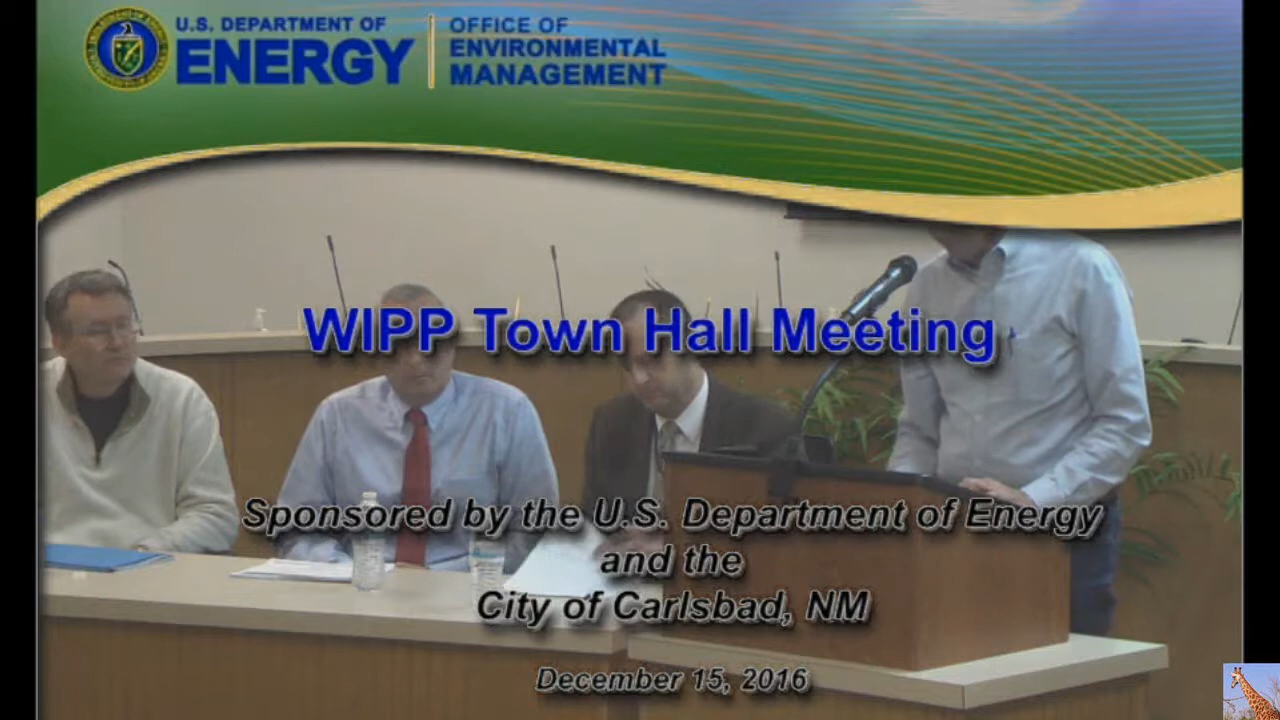 U.S. DEPARTMENT OF
ENERGY
OFFICE OF
ENVIRONMENTAL
MANAGEMENT
WIPP Town Hall Meeting
Sponsored by the U.S. Department of Energy
and the
City of Carlsbad, NM
December 15, 2016